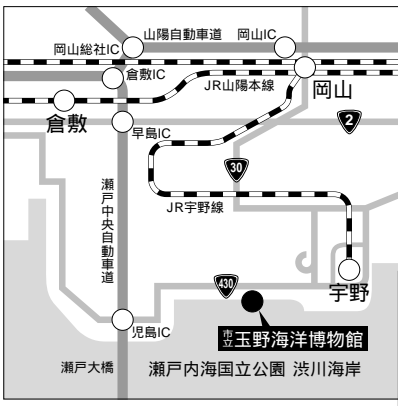 山陽自動車道
岡山IC
岡山総社IC
倉敷IC
JR山陽本線
岡山
倉敷
早島IC
2
30
瀬戸中央自動車道
JR宇野線
430
宇野
市立玉野海洋博物館
児島IC
瀬戸大橋
瀬戸内海国立公園 渋川海岸